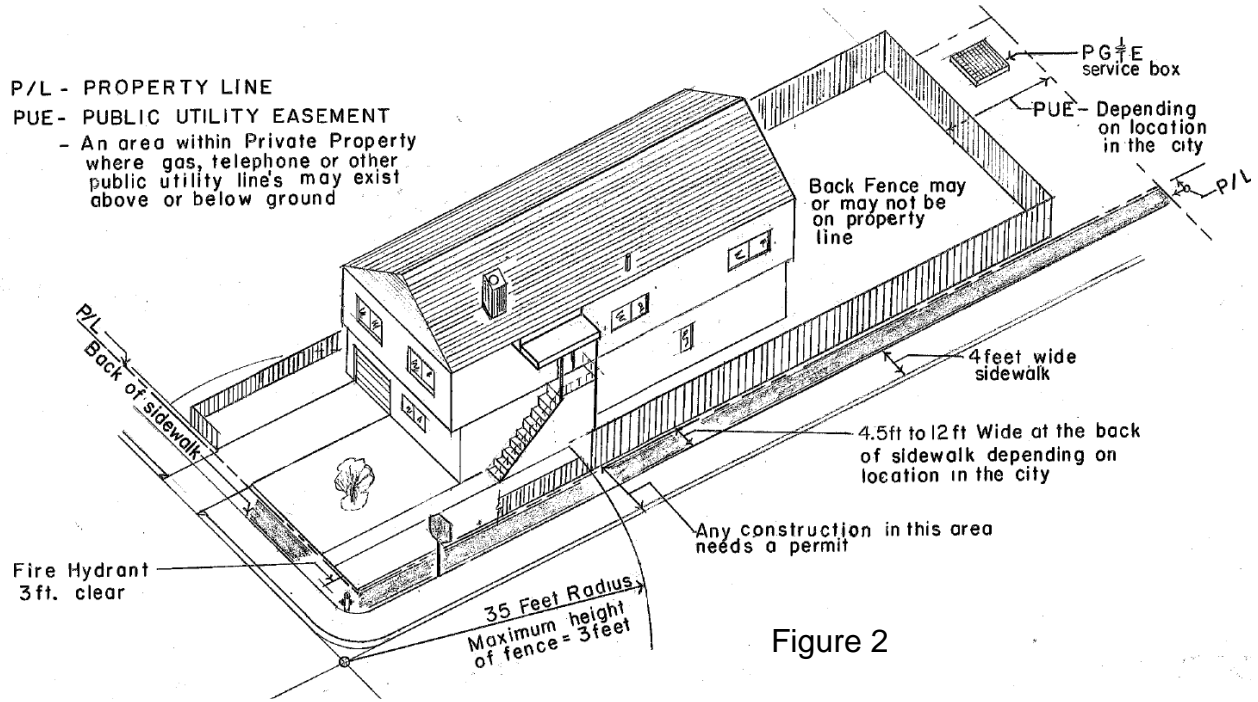 P/L - PROPERTY LINE
PUE- PUBLIC UTILITY EASEMENT
- An area within Private Property
where gas, telephone or other
public utility line's may exist
above or below ground
PG&E
service box
PUE- Depending
on location
in the city
P/L
Back Fence may
or may not be
on property
line
P/L
Back of sidewalk
4 feet wide
sidewalk
4.5ft to 12ft Wide at the back
of sidewalk depending on
location in the city
Any construction in this area
needs a permit
Fire Hydrant
3ft. clear
35 Feet Radius
Maximum height
of fence = 3 feet
Figure 2